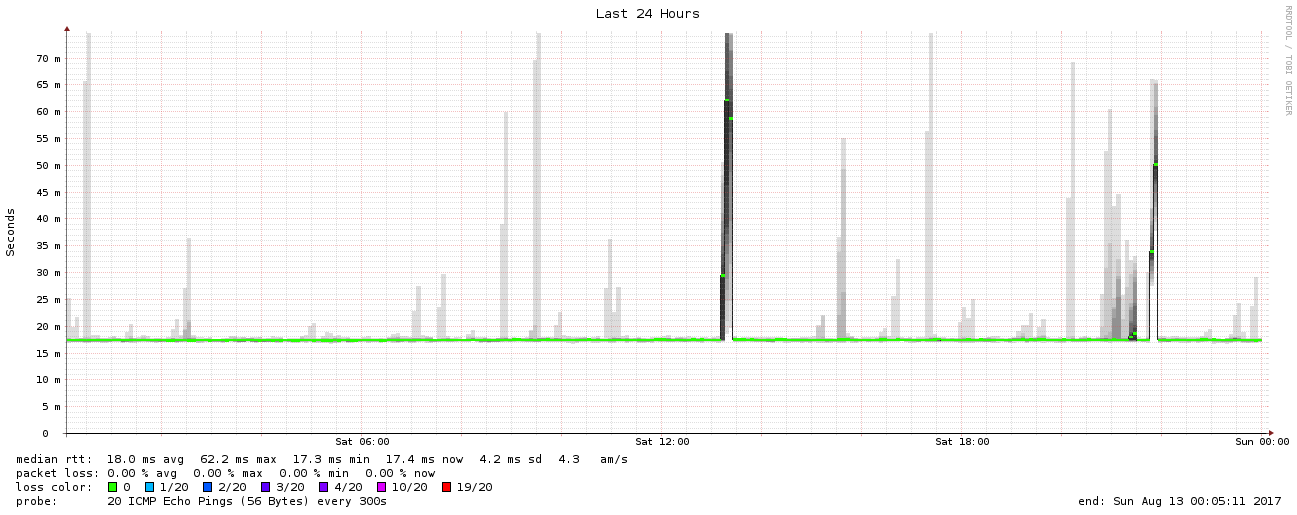 Last 24 Hours
RRDTOOL / TOBI OETIKER
Seconds
70 m
65 m
60 m
55 m
50 m
45 m
40 m
35 m
30 m
25 m
20 m
15 m
10 m
5 m
0
Sat 06:00 Sat 12:00 Sat 18:00 Sun 00:00
median rtt: 18.0 ms avg 62.2 ms max 17.3 ms min 17.4 ms now 4.2 ms sd 4.3 am/s
packet loss: 0.00 % avg 0.00 % max 0.00 % min 0.00 % now
loss color: 0 1/20 2/20 3/20 4/20 10/20 19/20
probe: 20 ICMP Echo Pings (56 Bytes) every 300s end: Sun Aug 13 00:05:11 2017